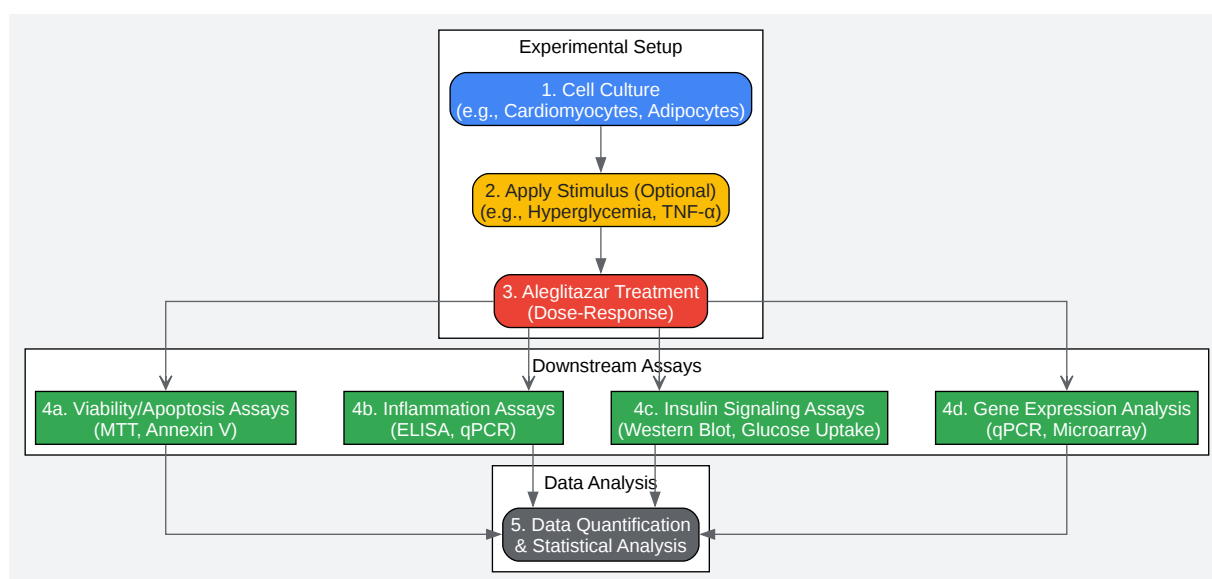 Experimental Setup
1. Cell Culture
(e.g., Cardiomyocytes, Adipocytes)
2. Apply Stimulus (Optional)
(e.g., Hyperglycemia, TNF-α)
3. Aleglitazar Treatment
(Dose-Response)
Downstream Assays
4a. Viability/Apoptosis Assays
(MTT, Annexin V)
4b. Inflammation Assays
(ELISA, qPCR)
4c. Insulin Signaling Assays
(Western Blot, Glucose Uptake)
4d. Gene Expression Analysis
(qPCR, Microarray)
Data Analysis
5. Data Quantification
& Statistical Analysis